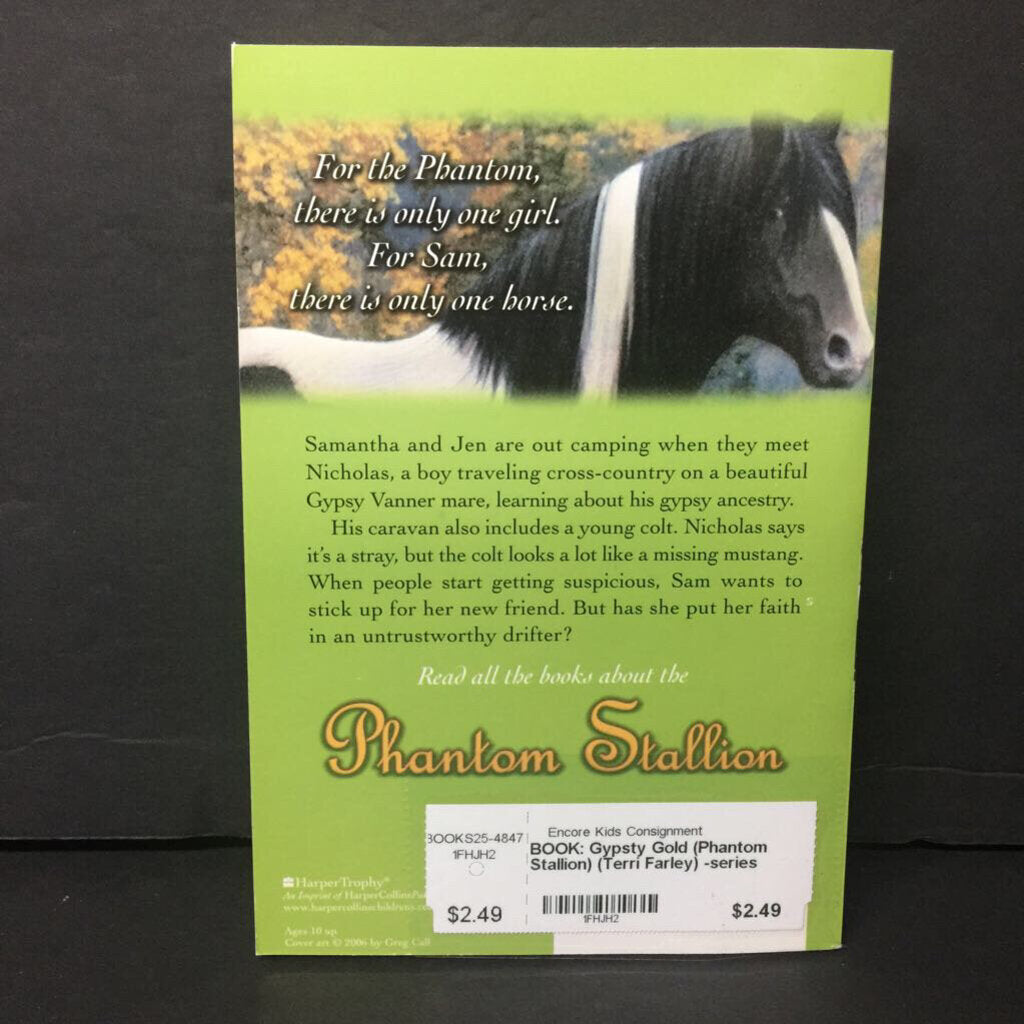 For the Phantom,
there is only one girl.
For Sam,
there is only one horse.
Samantha and Jen are out camping when they meet
Nicholas, a boy traveling cross-country on a beautiful
Gypsy Vanner mare, learning about his gypsy ancestry.
His caravan also includes a young colt. Nicholas says
it's a stray, but the colt looks a lot like a missing mustang.
When people start getting suspicious, Sam wants to
stick up for her new friend. But has she put her faith
in an untrustworthy drifter?
Read all the books about the
Phantom Stallion
BOOKS25-4847
1FHJH2
$2.49
Encore Kids Consignment
BOOK: Gypsty Gold (Phantom
Stallion) (Terri Farley) -series
1FHJH2
$2.49
HarperTrophy®
An Imprint of HarperCollinsPu
www.harpercollinschildrens.co
Ages 10 up
Cover art © 2006 by Greg Call